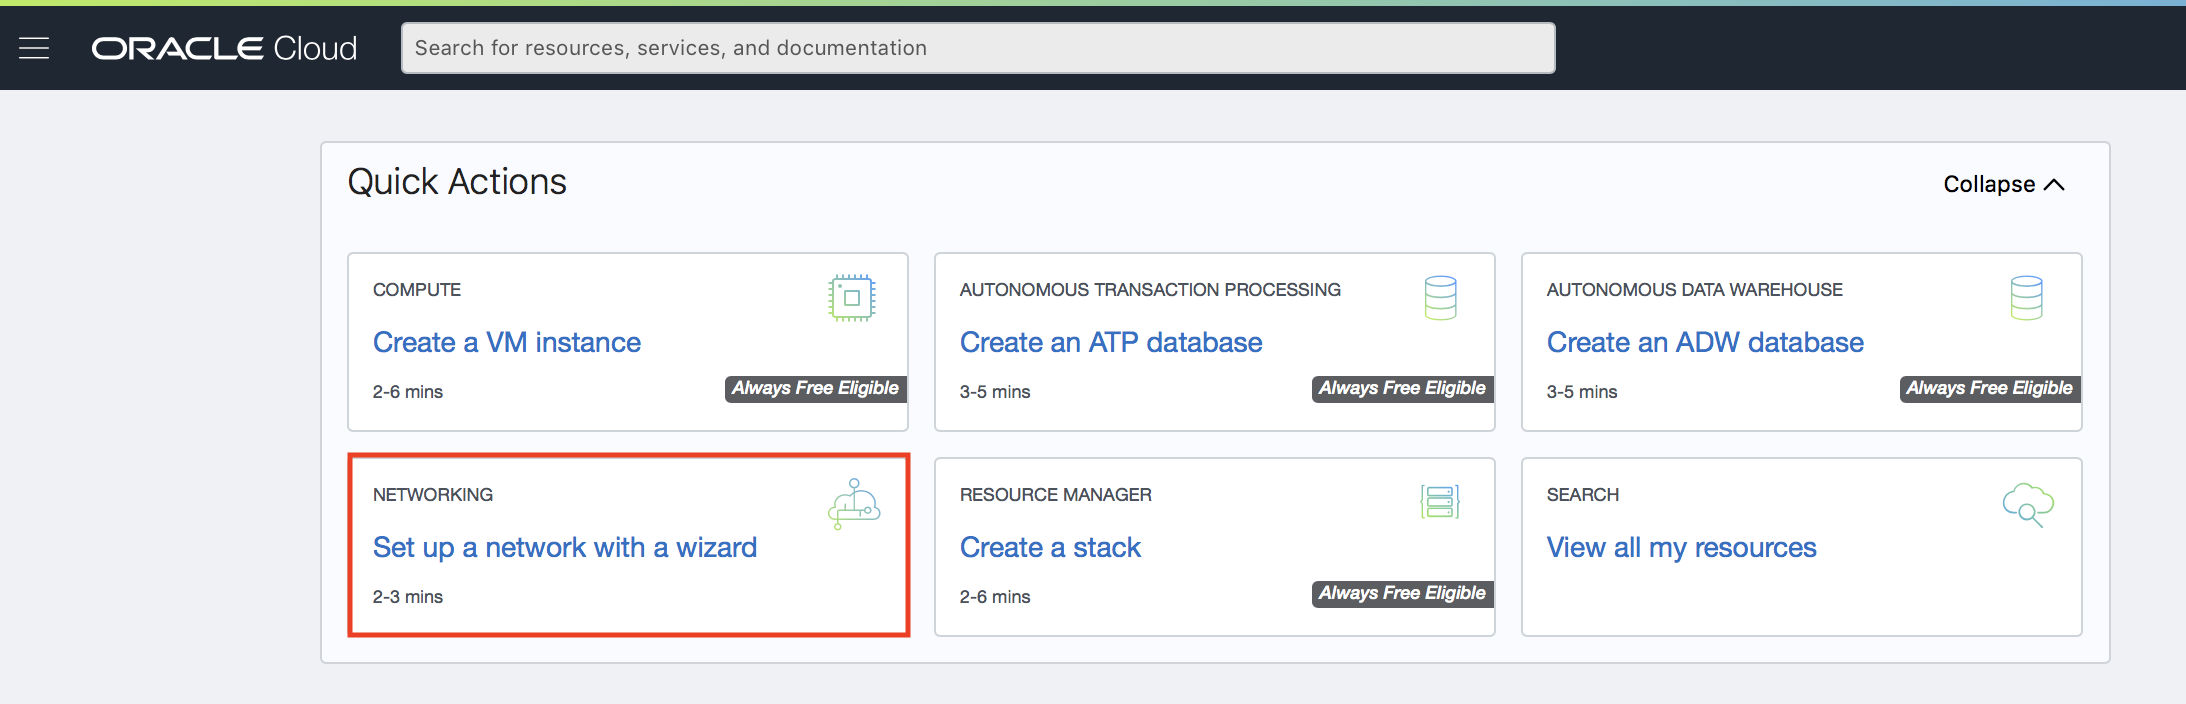 ORACLE Cloud
Search for resources, services, and documentation
Quick Actions
Collapse
COMPUTE
Create a VM instance
2-6 mins
Always Free Eligible
AUTONOMOUS TRANSACTION PROCESSING
Create an ATP database
3-5 mins
Always Free Eligible
AUTONOMOUS DATA WAREHOUSE
Create an ADW database
3-5 mins
Always Free Eligible
NETWORKING
Set up a network with a wizard
2-3 mins
RESOURCE MANAGER
Create a stack
2-6 mins
Always Free Eligible
SEARCH
View all my resources